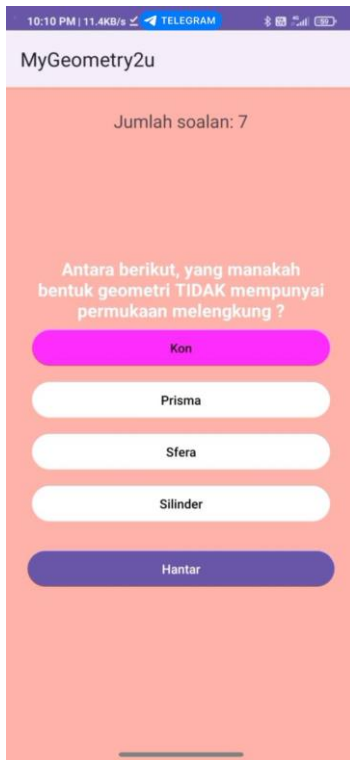 10:10 PM | 11.4KB/s TELEGRAM 59
MyGeometry2u
Jumlah soalan: 7
Antara berikut, yang manakah
bentuk geometri TIDAK mempunyai
permukaan melengkung ?
Kon
Prisma
Sfera
Silinder
Hantar